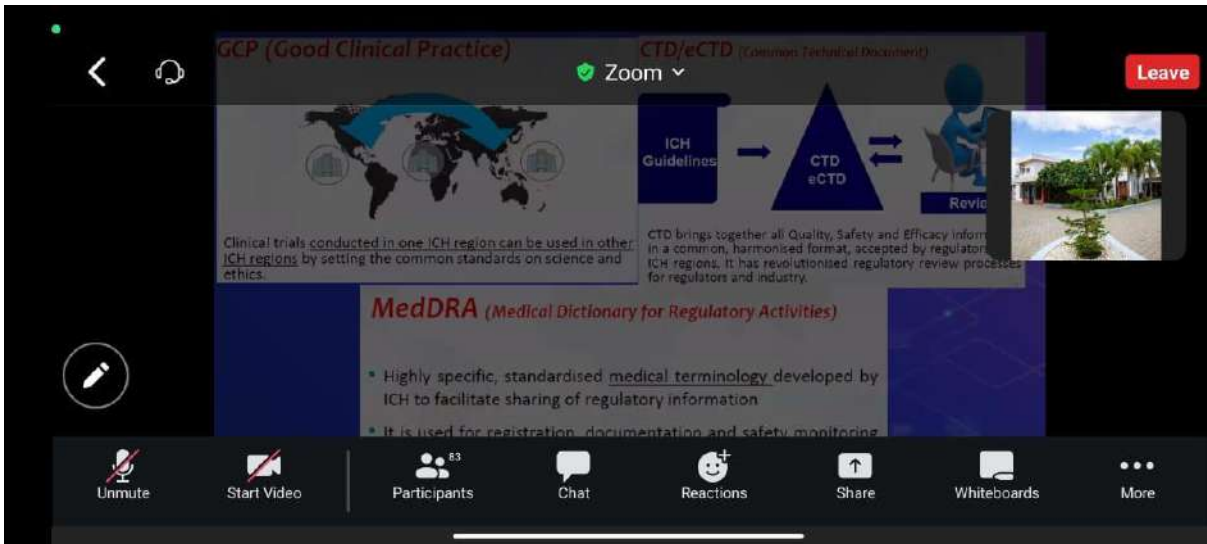 GCP (Good Clinical Practice)
CTD/eCTD (Common Technical Document)
Zoom
Leave
ICH
Guidelines
CTD
eCTD
Clinical trials conducted in one ICH region can be used in other
ICH regions by setting the common standards on science and
ethics.
CTD brings together all Quality, Safety and Efficacy
in a common, harmonised format, accepted by
ICH regions. It has revolutionised regulatory review processes
for regulators and industry.
MedDRA (Medical Dictionary for Regulatory Activities)
Highly specific, standardised medical terminology developed by
ICH to facilitate sharing of regulatory information
It is used for registration, documentation and safety monitoring
Unmute
Start Video
83
Participants
Chat
Reactions
Share
Whiteboards
More